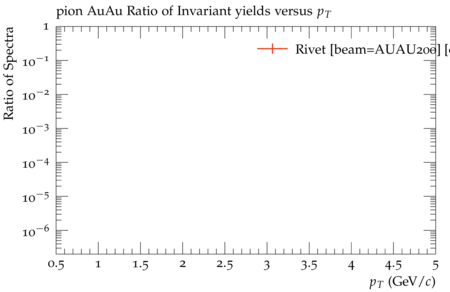 pion AuAu Ratio of Invariant yields versus p_T
Ratio of Spectra
1
10^−1
10^−2
10^−3
10^−4
10^−5
10^−6
Rivet [beam=AUAU200] [
0.5 1 1.5 2 2.5 3 3.5 4 4.5 5
p_T (GeV/c)